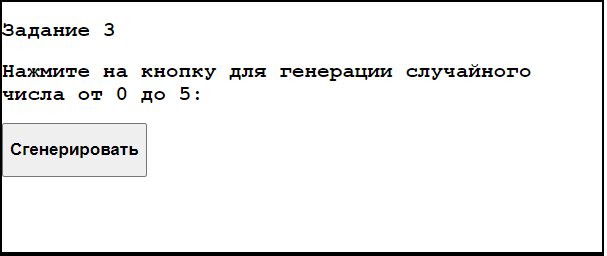 Задание 3
Нажмите на кнопку для генерации случайного
числа от 0 до 5:
Сгенерировать